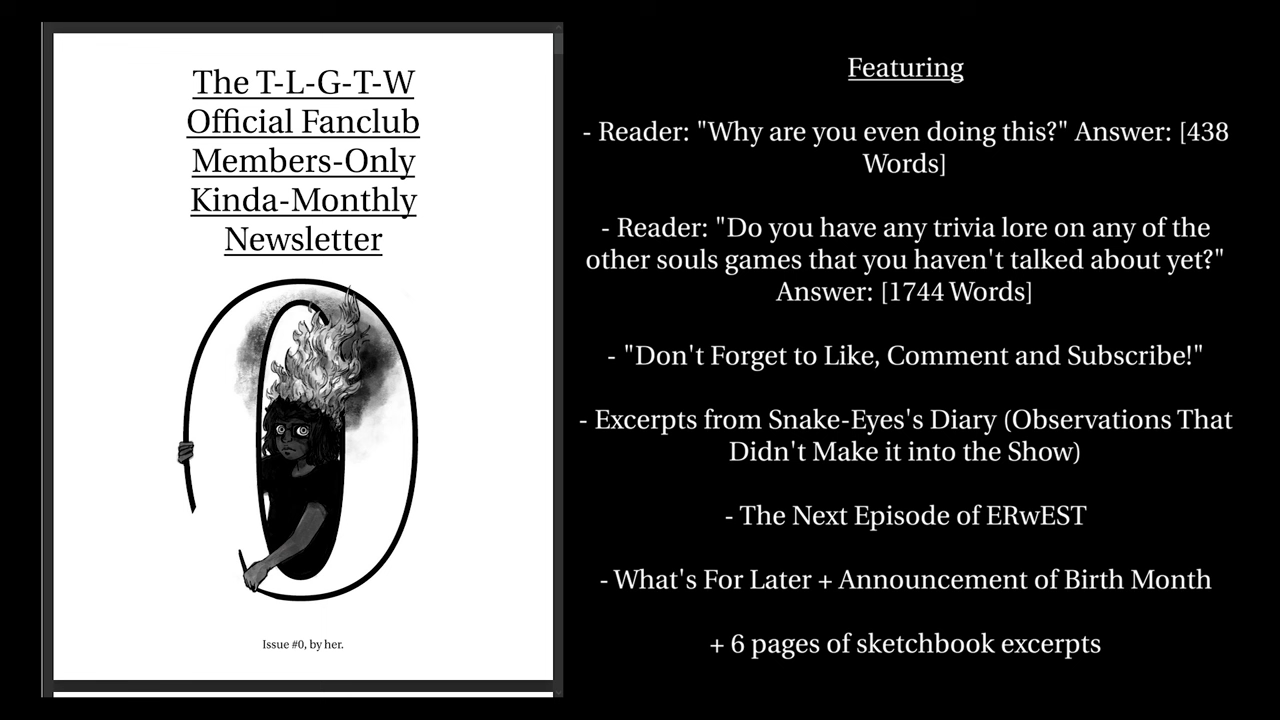 The T-L-G-T-W
Official Fanclub
Members-Only
Kinda-Monthly
Newsletter
Issue #0, by her.
Featuring
- Reader: "Why are you even doing this?" Answer: [438
Words]
- Reader: "Do you have any trivia lore on any of the
other souls games that you haven't talked about yet?"
Answer: [1744 Words]
- "Don't Forget to Like, Comment and Subscribe!"
- Excerpts from Snake-Eyes's Diary (Observations That
Didn't Make it into the Show)
- The Next Episode of ERwEST
- What's For Later + Announcement of Birth Month
+ 6 pages of sketchbook excerpts